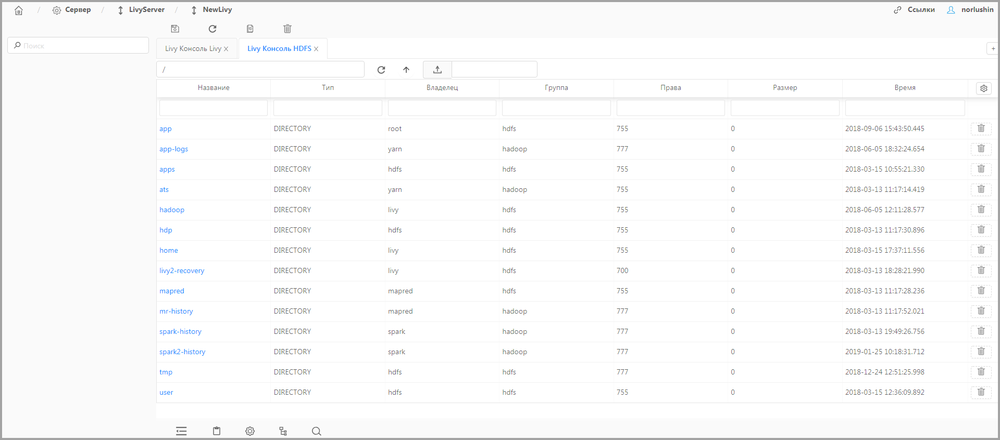 Сервер LivyServer NewLivy Ссылки norlushin
Поиск
Livy Консоль Livy Livy Консоль HDFS
/
Название Тип Владелец Группа Права Размер Время
app DIRECTORY root hdfs 755 0 2018-09-06 15:43:50.445
app-logs DIRECTORY yarn hadoop 777 0 2018-06-05 18:32:24.654
apps DIRECTORY hdfs hdfs 755 0 2018-03-15 10:55:21.330
ats DIRECTORY yarn hadoop 755 0 2018-03-13 11:17:14.419
hadoop DIRECTORY livy hdfs 755 0 2018-06-05 12:11:28.577
hdp DIRECTORY hdfs hdfs 755 0 2018-03-13 11:17:30.896
home DIRECTORY livy hdfs 755 0 2018-03-15 17:37:11.556
livy2-recovery DIRECTORY livy hdfs 700 0 2018-03-13 18:28:21.990
mapred DIRECTORY mapred hdfs 755 0 2018-03-13 11:17:28.236
mr-history DIRECTORY mapred hadoop 777 0 2018-03-13 11:17:52.021
spark-history DIRECTORY spark hadoop 777 0 2018-03-13 19:49:26.756
spark2-history DIRECTORY spark hadoop 777 0 2019-01-25 10:18:31.712
tmp DIRECTORY hdfs hdfs 777 0 2018-12-24 12:51:25.998
user DIRECTORY hdfs hdfs 755 0 2018-03-15 12:36:09.892